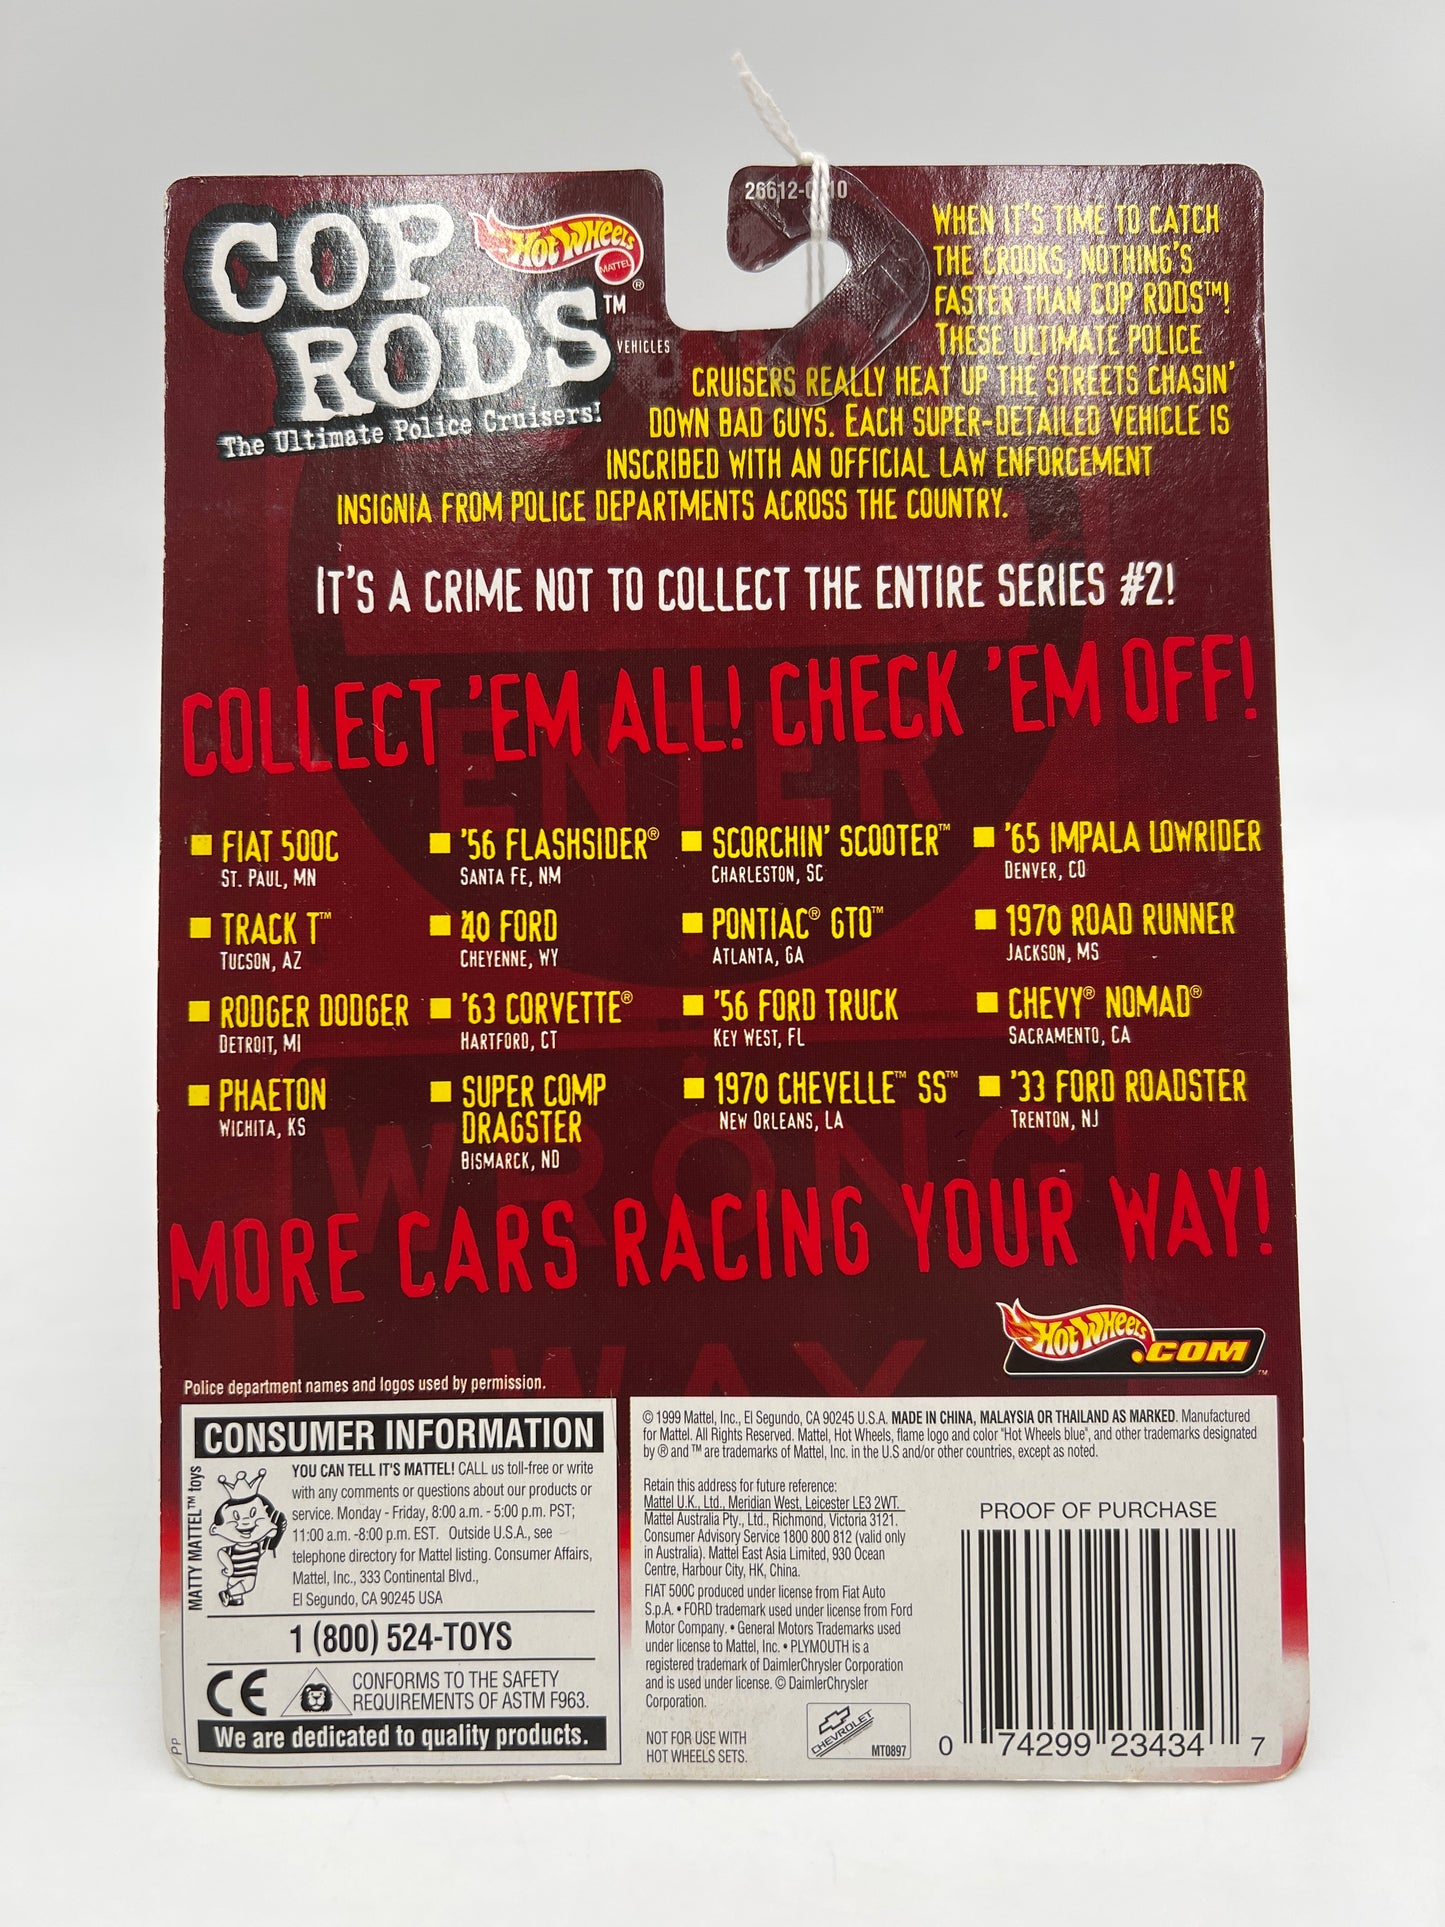 COP
RODS™
VEHICLES
The Ultimate Police Cruisers!
HOT WHEELS
MATTEL
®
WHEN IT'S TIME TO CATCH
THE CROOKS, NOTHING'S
FASTER THAN COP RODS™!
THESE ULTIMATE POLICE
CRUISERS REALLY HEAT UP THE STREETS CHASIN'
DOWN BAD GUYS. EACH SUPER-DETAILED VEHICLE IS
INSCRIBED WITH AN OFFICIAL LAW ENFORCEMENT
INSIGNIA FROM POLICE DEPARTMENTS ACROSS THE COUNTRY.
IT'S A CRIME NOT TO COLLECT THE ENTIRE SERIES #2!
COLLECT 'EM ALL! CHECK 'EM OFF!
ENTER
FIAT 500C
ST. PAUL, MN
TRACK T™
TUCSON, AZ
RODGER DODGER
DETROIT, MI
PHAETON
WICHITA, KS
'56 FLASHSIDER®
SANTA FE, NM
'40 FORD
CHEYENNE, WY
'63 CORVETTE®
HARTFORD, CT
SUPER COMP
DRAGSTER
BISMARCK, ND
SCORCHIN' SCOOTER™
CHARLESTON, SC
PONTIAC® GTO™
ATLANTA, GA
'56 FORD TRUCK
KEY WEST, FL
1970 CHEVELLE™ SS™
NEW ORLEANS, LA
'65 IMPALA LOWRIDER
DENVER, CO
1970 ROAD RUNNER
JACKSON, MS
CHEVY® NOMAD®
SACRAMENTO, CA
'33 FORD ROADSTER
TRENTON, NJ
WRONG
WAY
MORE CARS RACING YOUR WAY!
HOT WHEELS
.COM™
Police department names and logos used by permission.
CONSUMER INFORMATION
MATTY MATTEL™ toys
YOU CAN TELL IT'S MATTEL! CALL us toll-free or write
with any comments or questions about our products or
service. Monday - Friday, 8:00 a.m. - 5:00 p.m. PST;
11:00 a.m. -8:00 p.m. EST. Outside U.S.A., see
telephone directory for Mattel listing. Consumer Affairs,
Mattel, Inc., 333 Continental Blvd.,
El Segundo, CA 90245 USA
1 (800) 524-TOYS
CE
CONFORMS TO THE SAFETY
REQUIREMENTS OF ASTM F963.
We are dedicated to quality products.
PP
© 1999 Mattel, Inc., El Segundo, CA 90245 U.S.A. MADE IN CHINA, MALAYSIA OR THAILAND AS MARKED. Manufactured
for Mattel. All Rights Reserved. Mattel, Hot Wheels, flame logo and color "Hot Wheels blue", and other trademarks designated
by ® and ™ are trademarks of Mattel, Inc. in the U.S and/or other countries, except as noted.
Retain this address for future reference:
Mattel U.K., Ltd., Meridian West, Leicester LE3 2WT.
Mattel Australia Pty., Ltd., Richmond, Victoria 3121.
Consumer Advisory Service 1800 800 812 (valid only
in Australia). Mattel East Asia Limited, 930 Ocean
Centre, Harbour City, HK, China.
FIAT 500C produced under license from Fiat Auto
S.p.A. • FORD trademark used under license from Ford
Motor Company. • General Motors Trademarks used
under license to Mattel, Inc. • PLYMOUTH is a
registered trademark of DaimlerChrysler Corporation
and is used under license. © DaimlerChrysler
Corporation.
NOT FOR USE WITH
HOT WHEELS SETS.
CHEVROLET
MT0897
PROOF OF PURCHASE
0 74299 23434 7